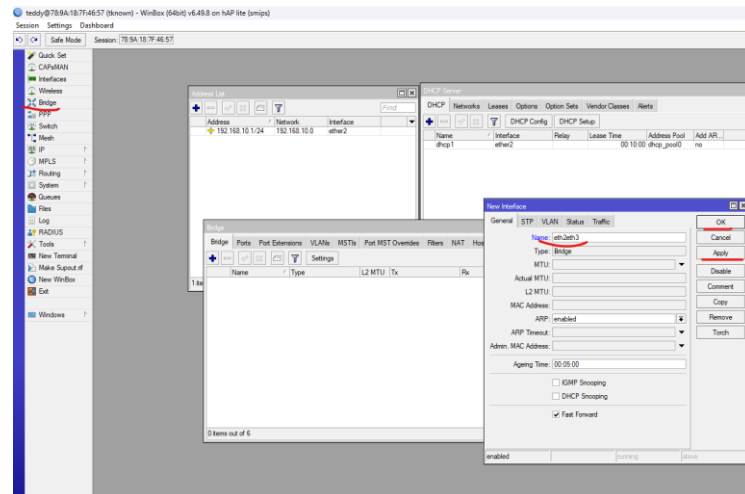 teddy@78:9A:18:7F:46:57 (tknown) - WinBox (64bit) v6.49.8 on hAP lite (smips)
Session Settings Dashboard
Safe Mode Session: 78:9A:18:7F:46:57
Quick Set
CAPsMAN
Interfaces
Wireless
Bridge
PPP
Switch
Mesh
IP
MPLS
Routing
System
Queues
Files
Log
RADIUS
Tools
New Terminal
Make Supout.rif
New WinBox
Exit
Windows
Address List
Find
Address Network Interface
192.168.10.1/24 192.168.10.0 ether2
DHCP Server
DHCP Networks Leases Options Option Sets Vendor Classes Alerts
DHCP Config DHCP Setup
Name Interface Relay Lease Time Address Pool Add AR...
dhcp1 ether2 00:10:00 dhcp_pool0 no
Bridge
Bridge Ports Port Extensions VLANs MSTIs Port MST Overrides Filters NAT Hos
Settings
Name Type L2 MTU Tx Rx
0 items out of 6
New Interface
General STP VLAN Status Traffic
Name: eth2eth3
Type: Bridge
MTU:
Actual MTU:
L2 MTU:
MAC Address:
ARP: enabled
ARP Timeout:
Admin. MAC Address:
Ageing Time: 00:05:00
IGMP Snooping
DHCP Snooping
Fast Forward
OK
Cancel
Apply
Disable
Comment
Copy
Remove
Torch
enabled running slave